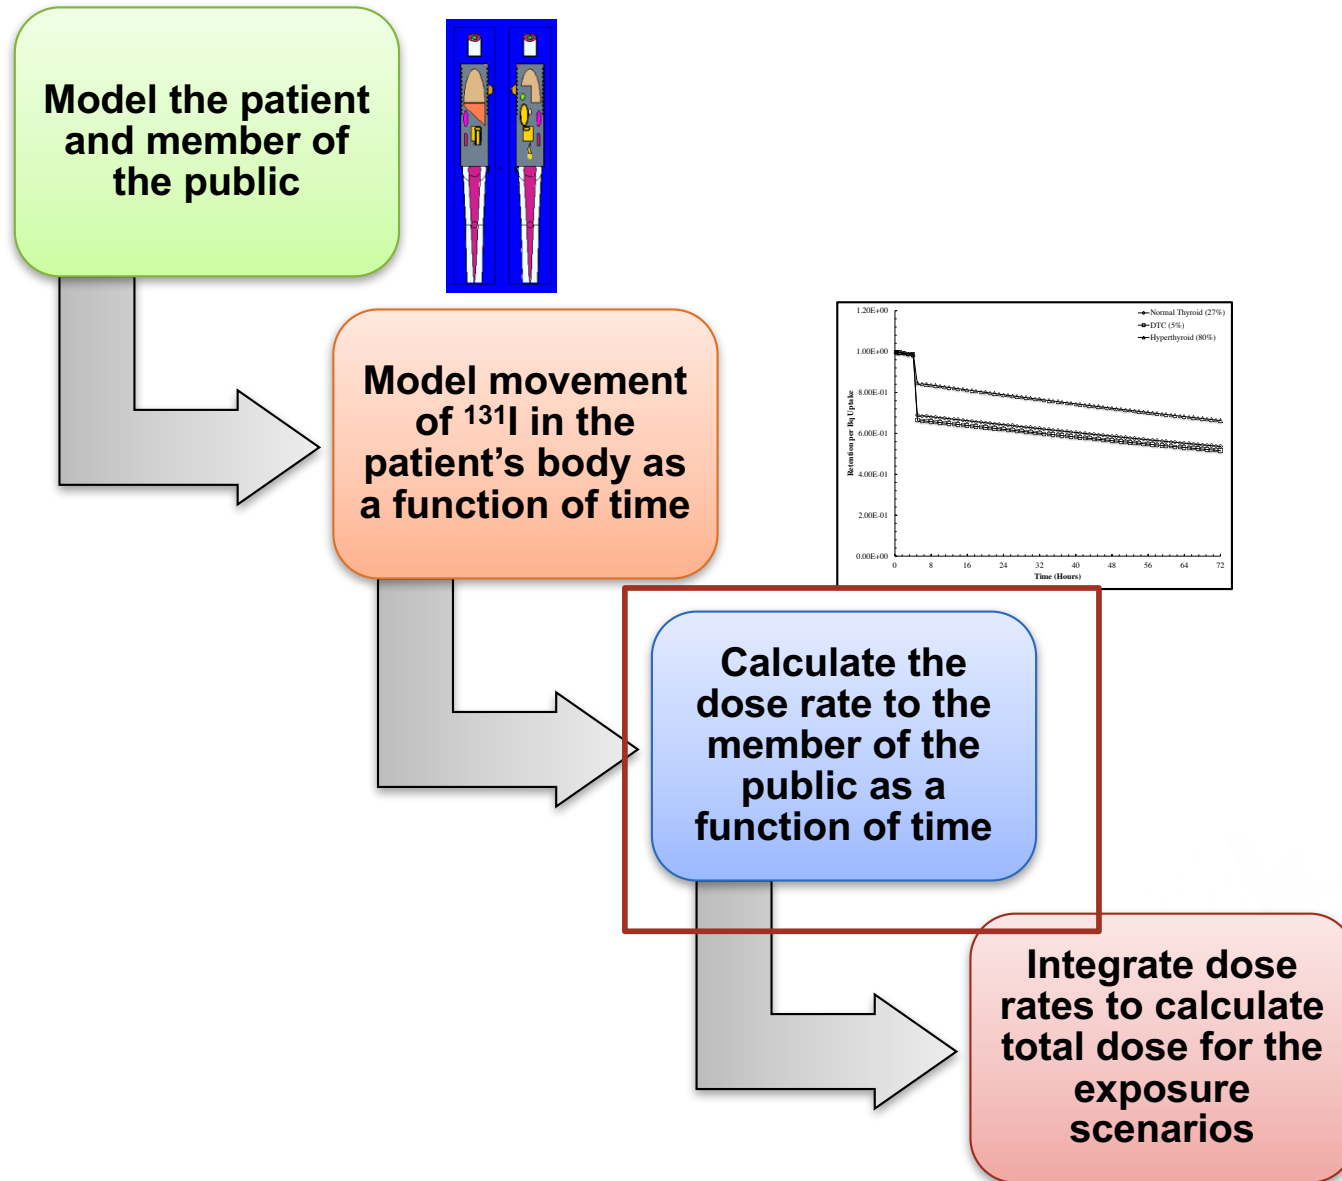 Model the patient
and member of
the public
Model movement
of ¹³¹I in the
patient's body as
a function of time
1.20E+00
1.00E+00
8.00E-01
6.00E-01
4.00E-01
2.00E-01
0.00E+00
Retention per Bq Uptake
Normal Thyroid (27%)
DTC (5%)
Hyperthyroid (80%)
0 8 16 24 32 40 48 56 64 72
Time (Hours)
Calculate the
dose rate to the
member of the
public as a
function of time
Integrate dose
rates to calculate
total dose for the
exposure
scenarios